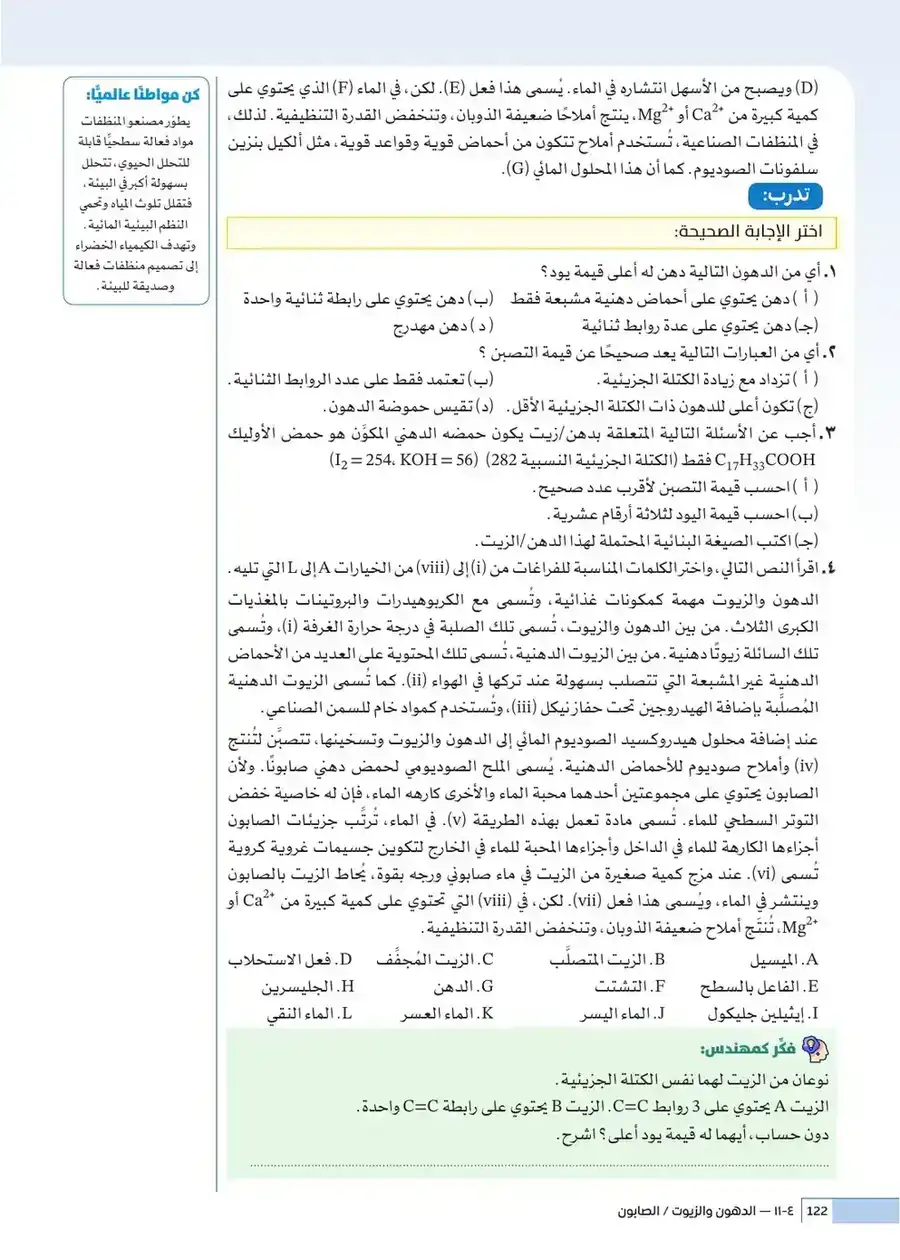 (D) ويصبح من الأسهل انتشاره في الماء. يُسمى هذا فعل (E). لكن، في الماء (F) الذي يحتوي على
كمية كبيرة من Ca²⁺ أو Mg²⁺، ينتج أملاحًا ضعيفة الذوبان، وتنخفض القدرة التنظيفية. لذلك،
في المنظفات الصناعية، تُستخدم أملاح تتكون من أحماض قوية وقواعد قوية، مثل ألكيل بنزين
سلفونات الصوديوم. كما أن هذا المحلول المائي (G).
تدرب:
اختر الإجابة الصحيحة:
١. أي من الدهون التالية دهن له أعلى قيمة يود؟
( أ ) دهن يحتوي على أحماض دهنية مشبعة فقط (ب) دهن يحتوي على رابطة ثنائية واحدة
(جـ) دهن يحتوي على عدة روابط ثنائية ( د ) دهن مهدرج
٢. أي من العبارات التالية يعد صحيحًا عن قيمة التصبن ؟
( أ ) تزداد مع زيادة الكتلة الجزيئية. (ب) تعتمد فقط على عدد الروابط الثنائية.
(ج) تكون أعلى للدهون ذات الكتلة الجزيئية الأقل. (د) تقيس حموضة الدهون.
٣. أجب عن الأسئلة التالية المتعلقة بدهن/زيت يكون حمضه الدهني المكوَّن هو حمض الأوليك
C₁₇H₃₃COOH فقط (الكتلة الجزيئية النسبية 282) (I₂ = 254، KOH = 56)
( أ ) احسب قيمة التصبن لأقرب عدد صحيح.
(ب) احسب قيمة اليود لثلاثة أرقام عشرية.
(جـ) اكتب الصيغة البنائية المحتملة لهذا الدهن/الزيت.
٤. اقرأ النص التالي، واختر الكلمات المناسبة للفراغات من (i) إلى (viii) من الخيارات A إلى L التي تليه.
الدهون والزيوت مهمة كمكونات غذائية، وتُسمى مع الكربوهيدرات والبروتينات بالمغذيات
الكبرى الثلاث. من بين الدهون والزيوت، تُسمى تلك الصلبة في درجة حرارة الغرفة (i)، وتُسمى
تلك السائلة زيوتًا دهنية. من بين الزيوت الدهنية، تُسمى تلك المحتوية على العديد من الأحماض
الدهنية غير المشبعة التي تتصلب بسهولة عند تركها في الهواء (ii). كما تُسمى الزيوت الدهنية
المُصلَّبة بإضافة الهيدروجين تحت حفاز نيكل (iii)، وتُستخدم كمواد خام للسمن الصناعي.
عند إضافة محلول هيدروكسيد الصوديوم المائي إلى الدهون والزيوت وتسخينها، تتصبَّن لتُنتج
(iv) وأملاح صوديوم للأحماض الدهنية. يُسمى الملح الصوديومي لحمض دهني صابونًا. ولأن
الصابون يحتوي على مجموعتين أحدهما محبة الماء والأخرى كارهه الماء، فإن له خاصية خفض
التوتر السطحي للماء. تُسمى مادة تعمل بهذه الطريقة (v). في الماء، تُرتَّب جزيئات الصابون
أجزاءها الكارهة للماء في الداخل وأجزاءها المحبة للماء في الخارج لتكوين جسيمات غروية كروية
تُسمى (vi). عند مزج كمية صغيرة من الزيت في ماء صابوني ورجه بقوة، يُحاط الزيت بالصابون
وينتشر في الماء، ويُسمى هذا فعل (vii). لكن، في (viii) التي تحتوي على كمية كبيرة من Ca²⁺ أو
Mg²⁺، تُنتَج أملاح ضعيفة الذوبان، وتنخفض القدرة التنظيفية.
A. الميسيل B. الزيت المتصلَّب C. الزيت المُجفَّف D. فعل الاستحلاب
E. الفاعل بالسطح F. التشتت G. الدهن H. الجليسرين
I. إيثيلين جليكول J. الماء اليسر K. الماء العسر L. الماء النقي
فكّر كمهندس:
نوعان من الزيت لهما نفس الكتلة الجزيئية.
الزيت A يحتوي على 3 روابط C=C. الزيت B يحتوي على رابطة C=C واحدة.
دون حساب، أيهما له قيمة يود أعلى؟ اشرح.
كن مواطنًا عالميًّا:
يطوّر مصنعو المنظفات
مواد فعالة سطحيًّا قابلة
للتحلل الحيوي، تتحلل
بسهولة أكبر في البيئة،
فتقلل تلوث المياه وتحمي
النظم البيئية المائية.
وتهدف الكيمياء الخضراء
إلى تصميم منظفات فعالة
وصديقة للبيئة.
122 ٤-١١ — الدهون والزيوت / الصابون